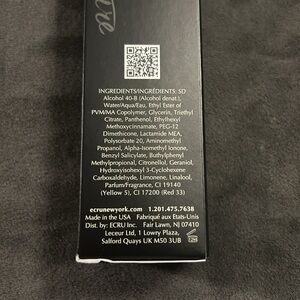 INGREDIENTS/INGRÉDIENTS: SD
Alcohol 40-B (Alcohol denat.),
Water/Aqua/Eau, Ethyl Ester of
PVM/MA Copolymer, Glycerin, Triethyl
Citrate, Panthenol, Ethylhexyl
Methoxycinnamate, PEG-12
Dimethicone, Lactamide MEA,
Polysorbate 20, Aminomethyl
Propanol, Alpha-Isomethyl Ionone,
Benzyl Salicylate, Butylphenyl
Methylpropional, Citronellol, Geraniol,
Hydroxyisohexyl 3-Cyclohexene
Carboxaldehyde, Limonene, Linalool,
Parfum/Fragrance, CI 19140
(Yellow 5), CI 17200 (Red 33)
ecrunewyork.com 1.201.475.7638
Made in the USA Fabriqué aux États-Unis
Dist. by: ECRU Inc. Fair Lawn, NJ 07410
Leceur Ltd, 1 Lowry Plaza,
Salford Quays UK M50 3UB